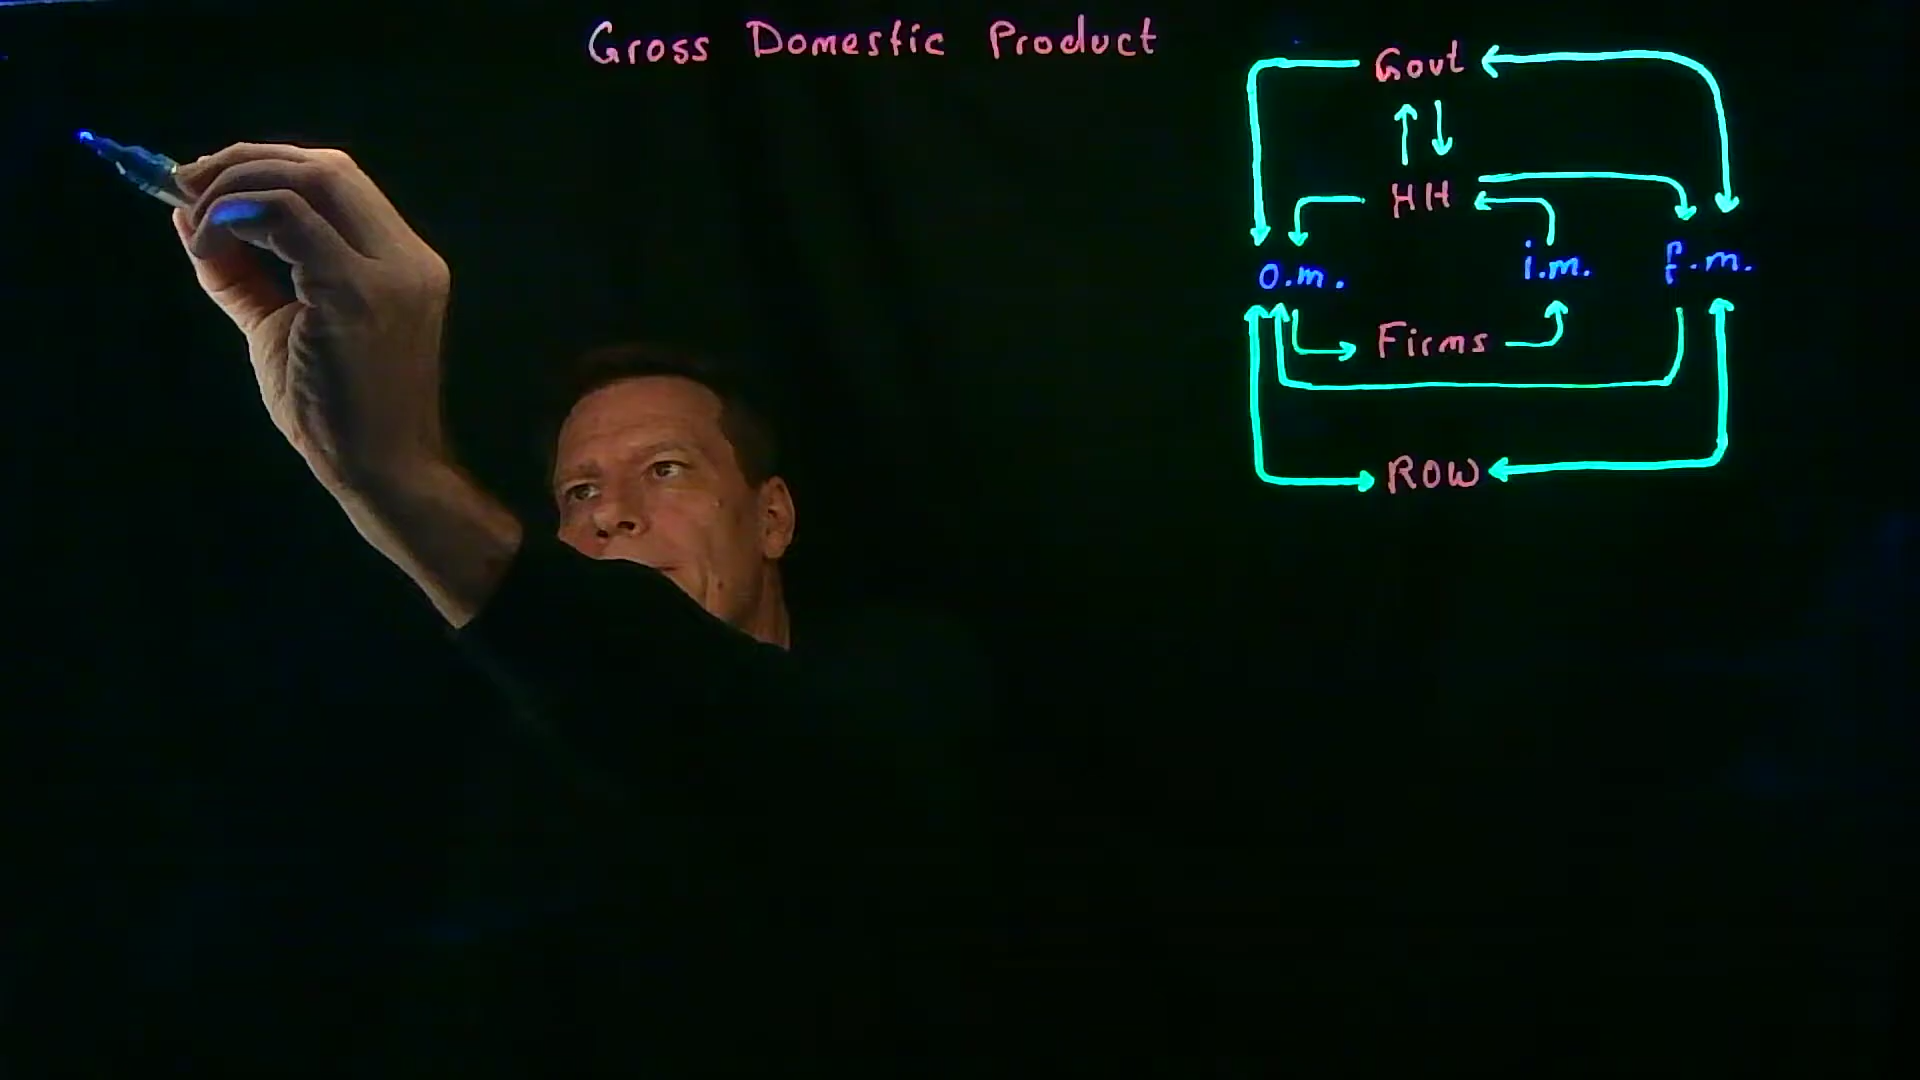 Gross Domestic Product
Govt
HH
o.m.
i.m.
f.m.
Firms
ROW